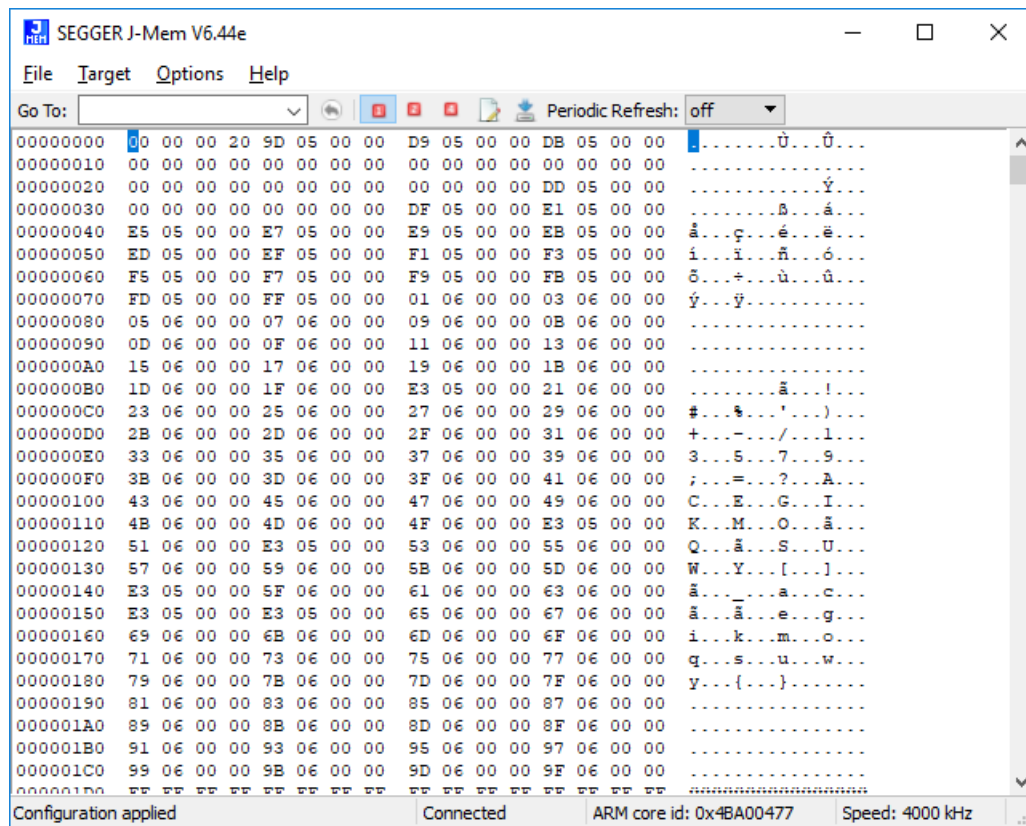 SEGGER J-Mem V6.44e
File Target Options Help
Go To: Periodic Refresh: off
00000000 00 00 00 20 9D 05 00 00 D9 05 00 00 DB 05 00 00 ........Ù...Û...
00000010 00 00 00 00 00 00 00 00 00 00 00 00 00 00 00 00 ................
00000020 00 00 00 00 00 00 00 00 00 00 00 00 DD 05 00 00 ............Ý...
00000030 00 00 00 00 00 00 00 00 DF 05 00 00 E1 05 00 00 ........ß...á...
00000040 E5 05 00 00 E7 05 00 00 E9 05 00 00 EB 05 00 00 å...ç...é...ë...
00000050 ED 05 00 00 EF 05 00 00 F1 05 00 00 F3 05 00 00 í...ï...ñ...ó...
00000060 F5 05 00 00 F7 05 00 00 F9 05 00 00 FB 05 00 00 õ...÷...ù...û...
00000070 FD 05 00 00 FF 05 00 00 01 06 00 00 03 06 00 00 ý...ÿ...........
00000080 05 06 00 00 07 06 00 00 09 06 00 00 0B 06 00 00 ................
00000090 0D 06 00 00 0F 06 00 00 11 06 00 00 13 06 00 00 ................
000000A0 15 06 00 00 17 06 00 00 19 06 00 00 1B 06 00 00 ................
000000B0 1D 06 00 00 1F 06 00 00 E3 05 00 00 21 06 00 00 ........ã...!...
000000C0 23 06 00 00 25 06 00 00 27 06 00 00 29 06 00 00 #...%...'...)...
000000D0 2B 06 00 00 2D 06 00 00 2F 06 00 00 31 06 00 00 +...-.../...1...
000000E0 33 06 00 00 35 06 00 00 37 06 00 00 39 06 00 00 3...5...7...9...
000000F0 3B 06 00 00 3D 06 00 00 3F 06 00 00 41 06 00 00 ;...=...?...A...
00000100 43 06 00 00 45 06 00 00 47 06 00 00 49 06 00 00 C...E...G...I...
00000110 4B 06 00 00 4D 06 00 00 4F 06 00 00 E3 05 00 00 K...M...O...ã...
00000120 51 06 00 00 E3 05 00 00 53 06 00 00 55 06 00 00 Q...ã...S...U...
00000130 57 06 00 00 59 06 00 00 5B 06 00 00 5D 06 00 00 W...Y...[...]...
00000140 E3 05 00 00 5F 06 00 00 61 06 00 00 63 06 00 00 ã..._...a...c...
00000150 E3 05 00 00 E3 05 00 00 65 06 00 00 67 06 00 00 ã...ã...e...g...
00000160 69 06 00 00 6B 06 00 00 6D 06 00 00 6F 06 00 00 i...k...m...o...
00000170 71 06 00 00 73 06 00 00 75 06 00 00 77 06 00 00 q...s...u...w...
00000180 79 06 00 00 7B 06 00 00 7D 06 00 00 7F 06 00 00 y...{...}.......
00000190 81 06 00 00 83 06 00 00 85 06 00 00 87 06 00 00 ................
000001A0 89 06 00 00 8B 06 00 00 8D 06 00 00 8F 06 00 00 ................
000001B0 91 06 00 00 93 06 00 00 95 06 00 00 97 06 00 00 ................
000001C0 99 06 00 00 9B 06 00 00 9D 06 00 00 9F 06 00 00 ................
Configuration applied Connected ARM core id: 0x4BA00477 Speed: 4000 kHz